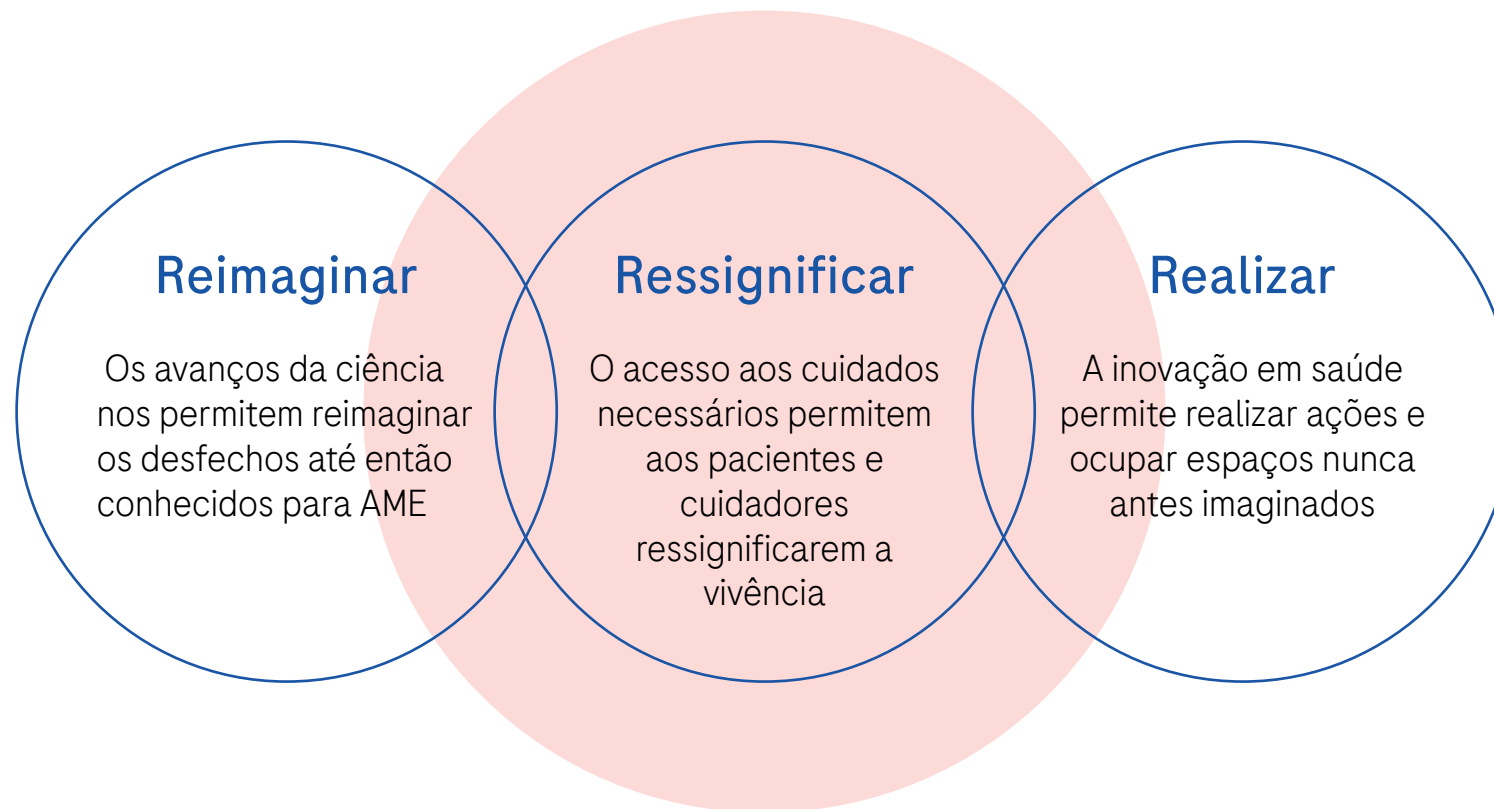 Reimaginar
Os avanços da ciência
nos permitem reimaginar
os desfechos até então
conhecidos para AME
Ressignificar
O acesso aos cuidados
necessários permitem
aos pacientes e
cuidadores
ressignificarem a
vivência
Realizar
A inovação em saúde
permite realizar ações e
ocupar espaços nunca
antes imaginados